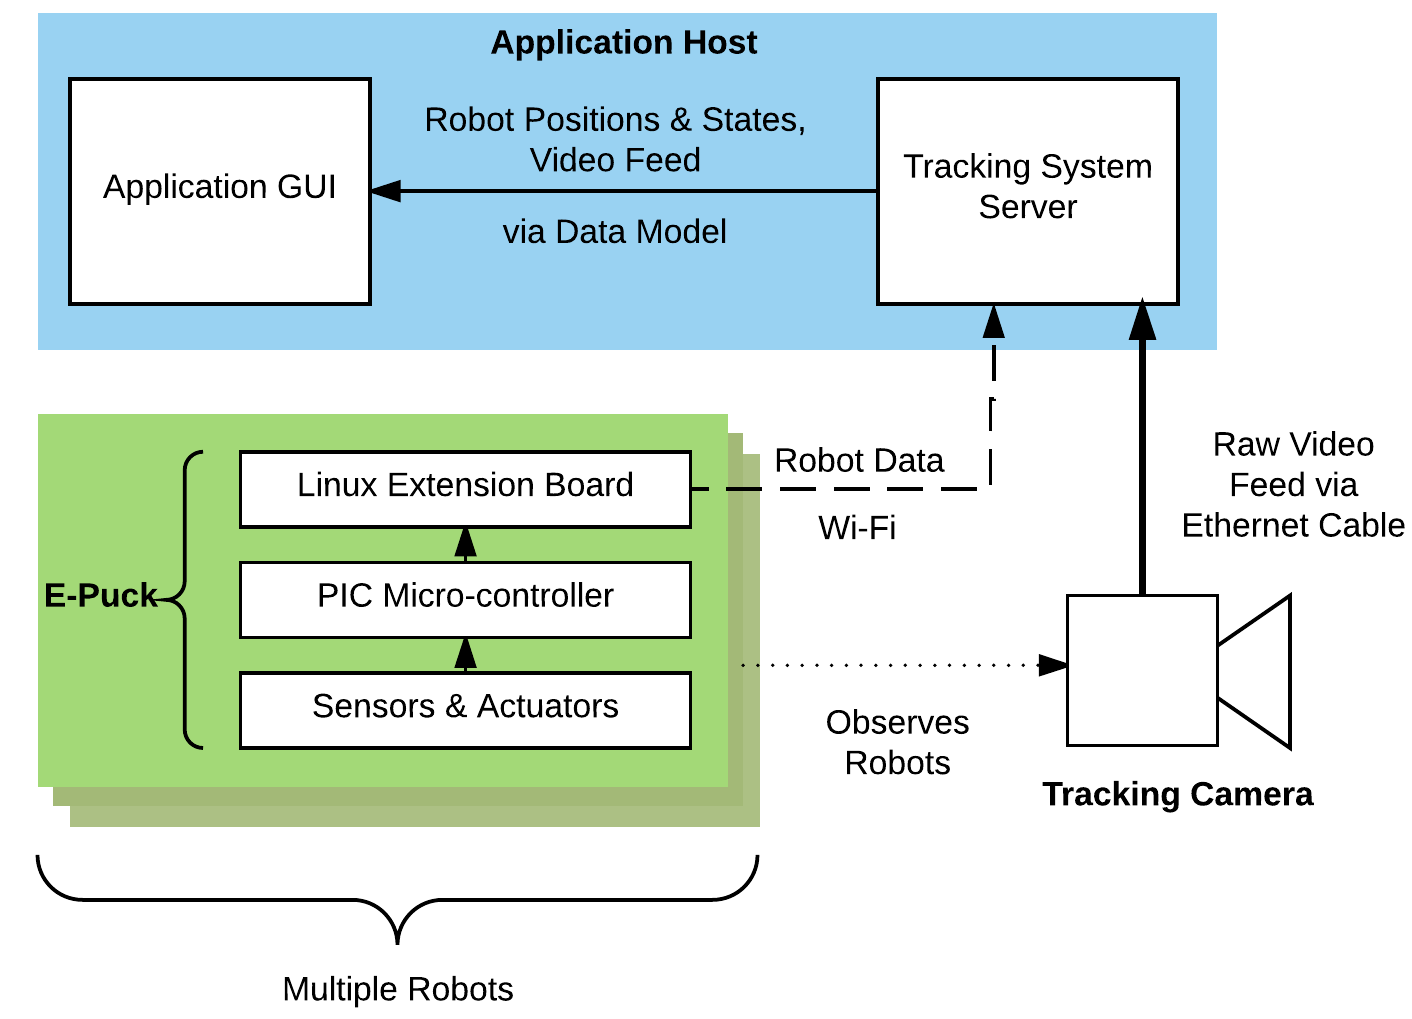 Application Host
Application GUI
Robot Positions & States,
Video Feed
via Data Model
Tracking System
Server
E-Puck
Linux Extension Board
PIC Micro-controller
Sensors & Actuators
Robot Data
Wi-Fi
Raw Video
Feed via
Ethernet Cable
Observes
Robots
Tracking Camera
Multiple Robots